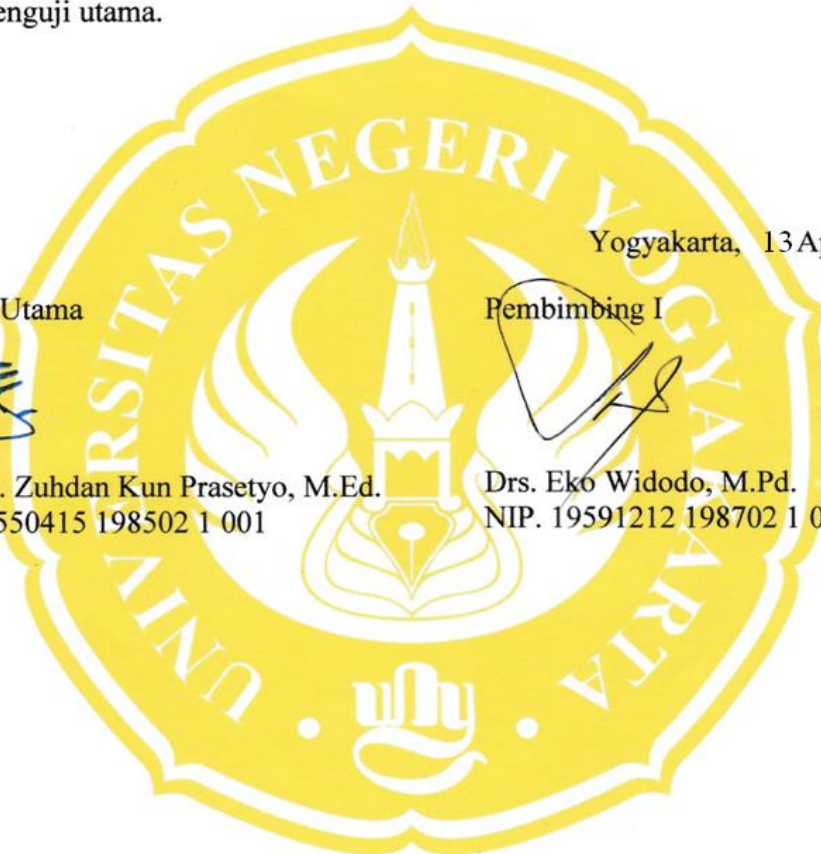 enguji utama.
Yogyakarta, 13 Ap
Utama
Pembimbing I
. Zuhdan Kun Prasetyo, M.Ed.
550415 198502 1 001
Drs. Eko Widodo, M.Pd.
NIP. 19591212 198702 1 0
UNIVERSITAS NEGERI YOGYAKARTA
uny